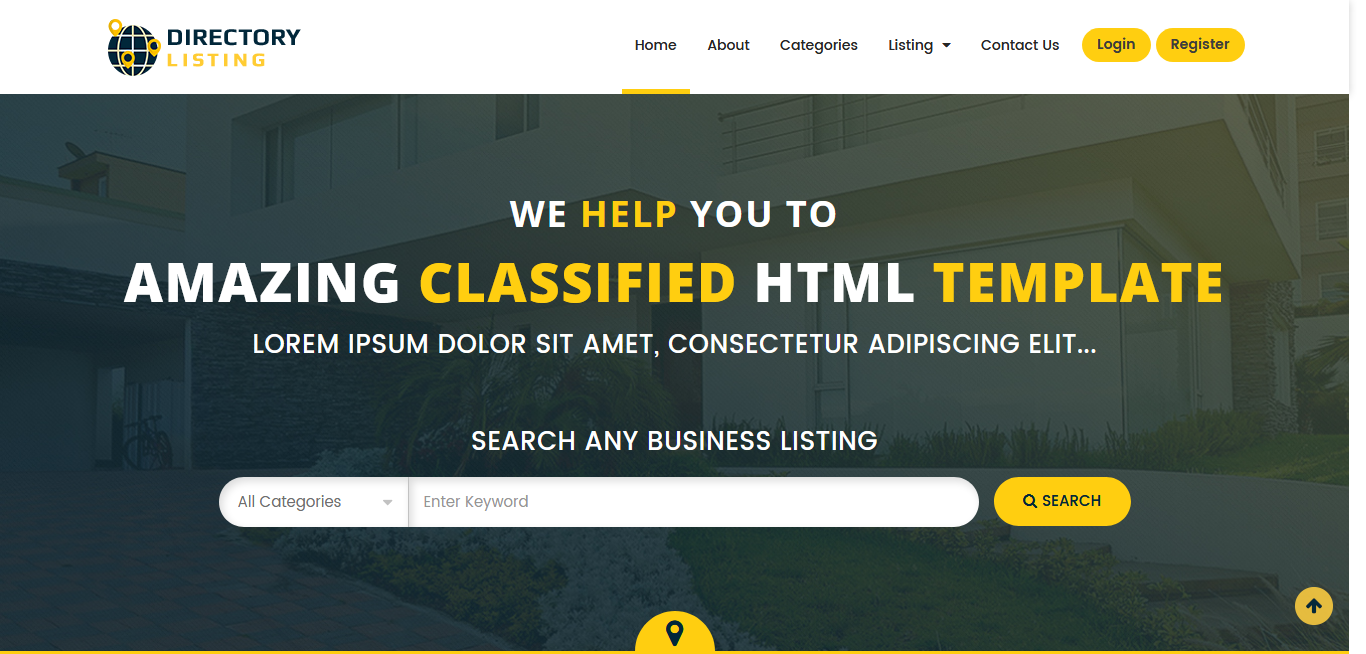 DIRECTORY
LISTING
Home About Categories Listing Contact Us Login Register
WE HELP YOU TO
AMAZING CLASSIFIED HTML TEMPLATE
LOREM IPSUM DOLOR SIT AMET, CONSECTETUR ADIPISCING ELIT...
SEARCH ANY BUSINESS LISTING
All Categories Enter Keyword SEARCH